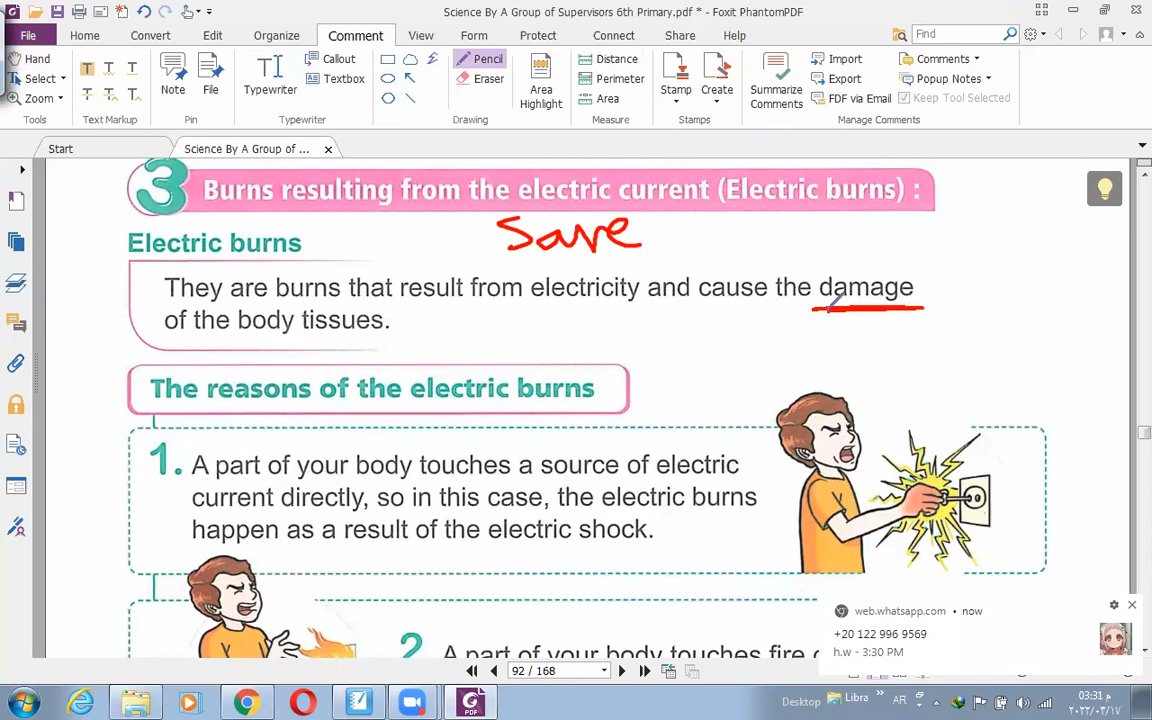 Science By A Group of Supervisors 6th Primary.pdf * - Foxit PhantomPDF
File Home Convert Edit Organize Comment View Form Protect Connect Share Help Find
Hand Select Zoom Tools
Text Markup
Note File Pin
Typewriter Callout Textbox Typewriter
Pencil Eraser Drawing
Area Highlight
Distance Perimeter Area Measure
Stamp Create Stamps
Summarize Comments Import Export FDF via Email Comments Popup Notes Keep Tool Selected Manage Comments
Start Science By A Group of ...
3 Burns resulting from the electric current (Electric burns) :
Save
Electric burns
They are burns that result from electricity and cause the damage
of the body tissues.
The reasons of the electric burns
1. A part of your body touches a source of electric
current directly, so in this case, the electric burns
happen as a result of the electric shock.
2. A part of your body touches fire
web.whatsapp.com • now
+20 122 996 9569
h.w - 3:30 PM
92 / 168
Desktop Libra » AR 03:31 م
٢٠٢٢/٠٣/١٧